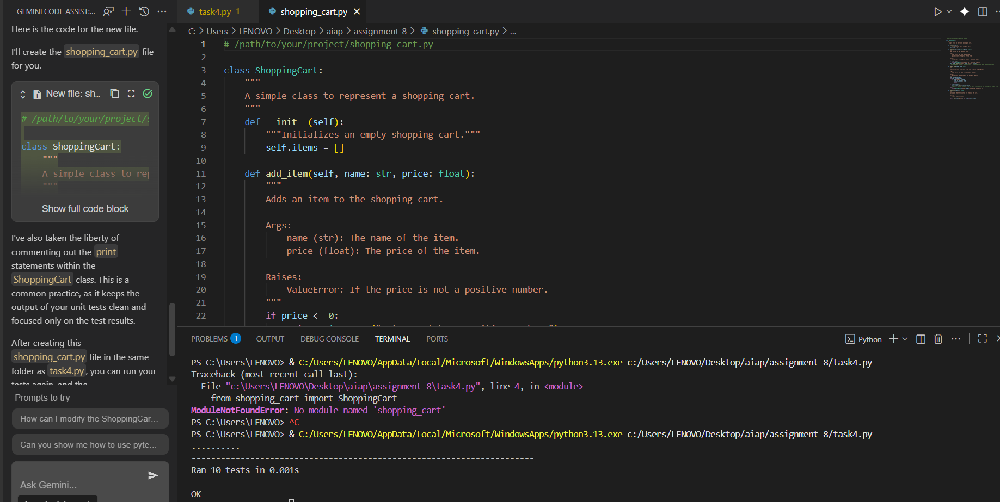 GEMINI CODE ASSIST:...
Here is the code for the new file.
I'll create the shopping_cart.py file
for you.
New file: sh...
# /path/to/your/project/s
class ShoppingCart:
"""
A simple class to rep
"""
Show full code block
I've also taken the liberty of
commenting out the print
statements within the
ShoppingCart class. This is a
common practice, as it keeps the
output of your unit tests clean and
focused only on the test results.
After creating this
shopping_cart.py file in the same
folder as task4.py, you can run your
tests again, and the
Prompts to try
How can I modify the ShoppingCar...
Can you show me how to use pyte...
Ask Gemini...
task4.py 1
shopping_cart.py
C: > Users > LENOVO > Desktop > aiap > assignment-8 > shopping_cart.py > ...
1 # /path/to/your/project/shopping_cart.py
2
3 class ShoppingCart:
4 """
5 A simple class to represent a shopping cart.
6 """
7 def __init__(self):
8 """Initializes an empty shopping cart."""
9 self.items = []
10
11 def add_item(self, name: str, price: float):
12 """
13 Adds an item to the shopping cart.
14
15 Args:
16 name (str): The name of the item.
17 price (float): The price of the item.
18
19 Raises:
20 ValueError: If the price is not a positive number.
21 """
22 if price <= 0:
PROBLEMS 1 OUTPUT DEBUG CONSOLE TERMINAL PORTS
Python
PS C:\Users\LENOVO> & C:/Users/LENOVO/AppData/Local/Microsoft/WindowsApps/python3.13.exe c:/Users/LENOVO/Desktop/aiap/assignment-8/task4.py
Traceback (most recent call last):
File "c:\Users\LENOVO\Desktop\aiap\assignment-8\task4.py", line 4, in <module>
from shopping_cart import ShoppingCart
ModuleNotFoundError: No module named 'shopping_cart'
PS C:\Users\LENOVO> ^C
PS C:\Users\LENOVO> & C:/Users/LENOVO/AppData/Local/Microsoft/WindowsApps/python3.13.exe c:/Users/LENOVO/Desktop/aiap/assignment-8/task4.py
..........
----------------------------------------------------------------------
Ran 10 tests in 0.001s
OK